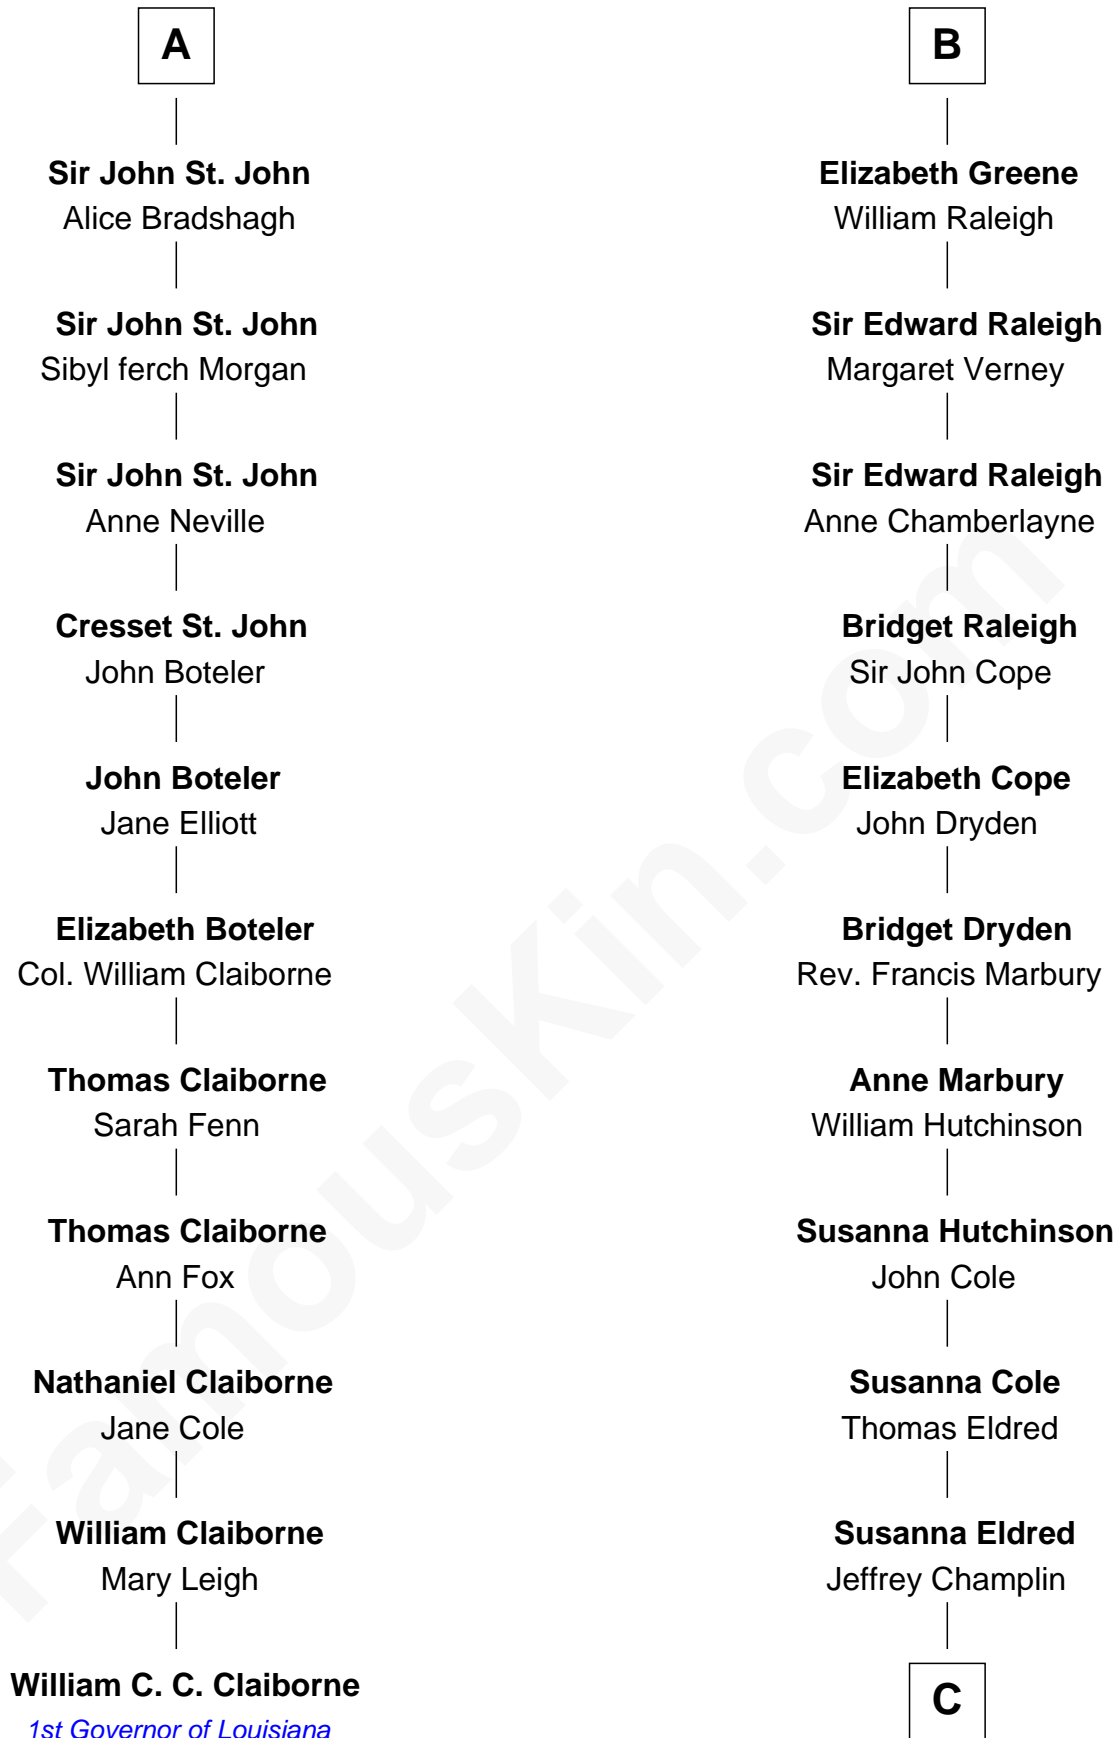 A
Sir John St. John
Alice Bradshagh
Sir John St. John
Sibyl ferch Morgan
Sir John St. John
Anne Neville
Cresset St. John
John Boteler
John Boteler
Jane Elliott
Elizabeth Boteler
Col. William Claiborne
Thomas Claiborne
Sarah Fenn
Thomas Claiborne
Ann Fox
Nathaniel Claiborne
Jane Cole
William Claiborne
Mary Leigh
William C. C. Claiborne
1st Governor of Louisiana
B
Elizabeth Greene
William Raleigh
Sir Edward Raleigh
Margaret Verney
Sir Edward Raleigh
Anne Chamberlayne
Bridget Raleigh
Sir John Cope
Elizabeth Cope
John Dryden
Bridget Dryden
Rev. Francis Marbury
Anne Marbury
William Hutchinson
Susanna Hutchinson
John Cole
Susanna Cole
Thomas Eldred
Susanna Eldred
Jeffrey Champlin
C
FamousKin.com